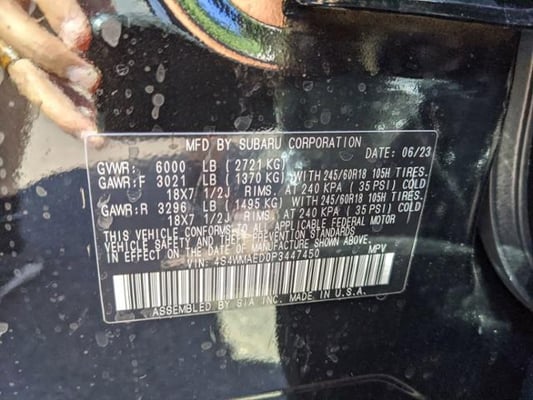 MFD BY SUBARU CORPORATION
DATE: 06/23
GVWR: 6000 LB (2721 KG)
GAWR:F 3021 LB (1370 KG) WITH 245/60R18 105H TIRES.
18X7 1/2J RIMS. AT 240 KPA (35 PSI) COLD
GAWR:R 3296 LB (1495 KG) WITH 245/60R18 105H TIRES.
18X7 1/2J RIMS. AT 240 KPA (35 PSI) COLD
THIS VEHICLE CONFORMS TO ALL APPLICABLE FEDERAL MOTOR
VEHICLE SAFETY AND THEFT PREVENTION STANDARDS
IN EFFECT ON THE DATE OF MANUFACTURE SHOWN ABOVE.
VIN: 4S4WMAED0P3447450 MPV
ASSEMBLED BY SIA INC. MADE IN U.S.A.